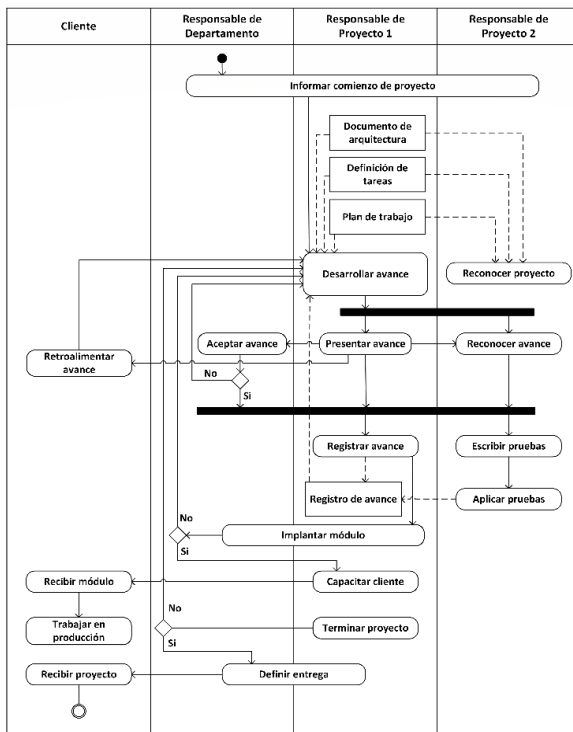 Cliente
Responsable de
Departamento
Responsable de
Proyecto 1
Responsable de
Proyecto 2
Informar comienzo de proyecto
Documento de
arquitectura
Definición de
tareas
Plan de trabajo
Desarrollar avance
Reconocer proyecto
Retroalimentar
avance
Aceptar avance
Presentar avance
Reconocer avance
No
Si
Registrar avance
Escribir pruebas
Registro de avance
Aplicar pruebas
No
Implantar módulo
Si
Recibir módulo
Capacitar cliente
No
Trabajar en
producción
Terminar proyecto
Si
Recibir proyecto
Definir entrega